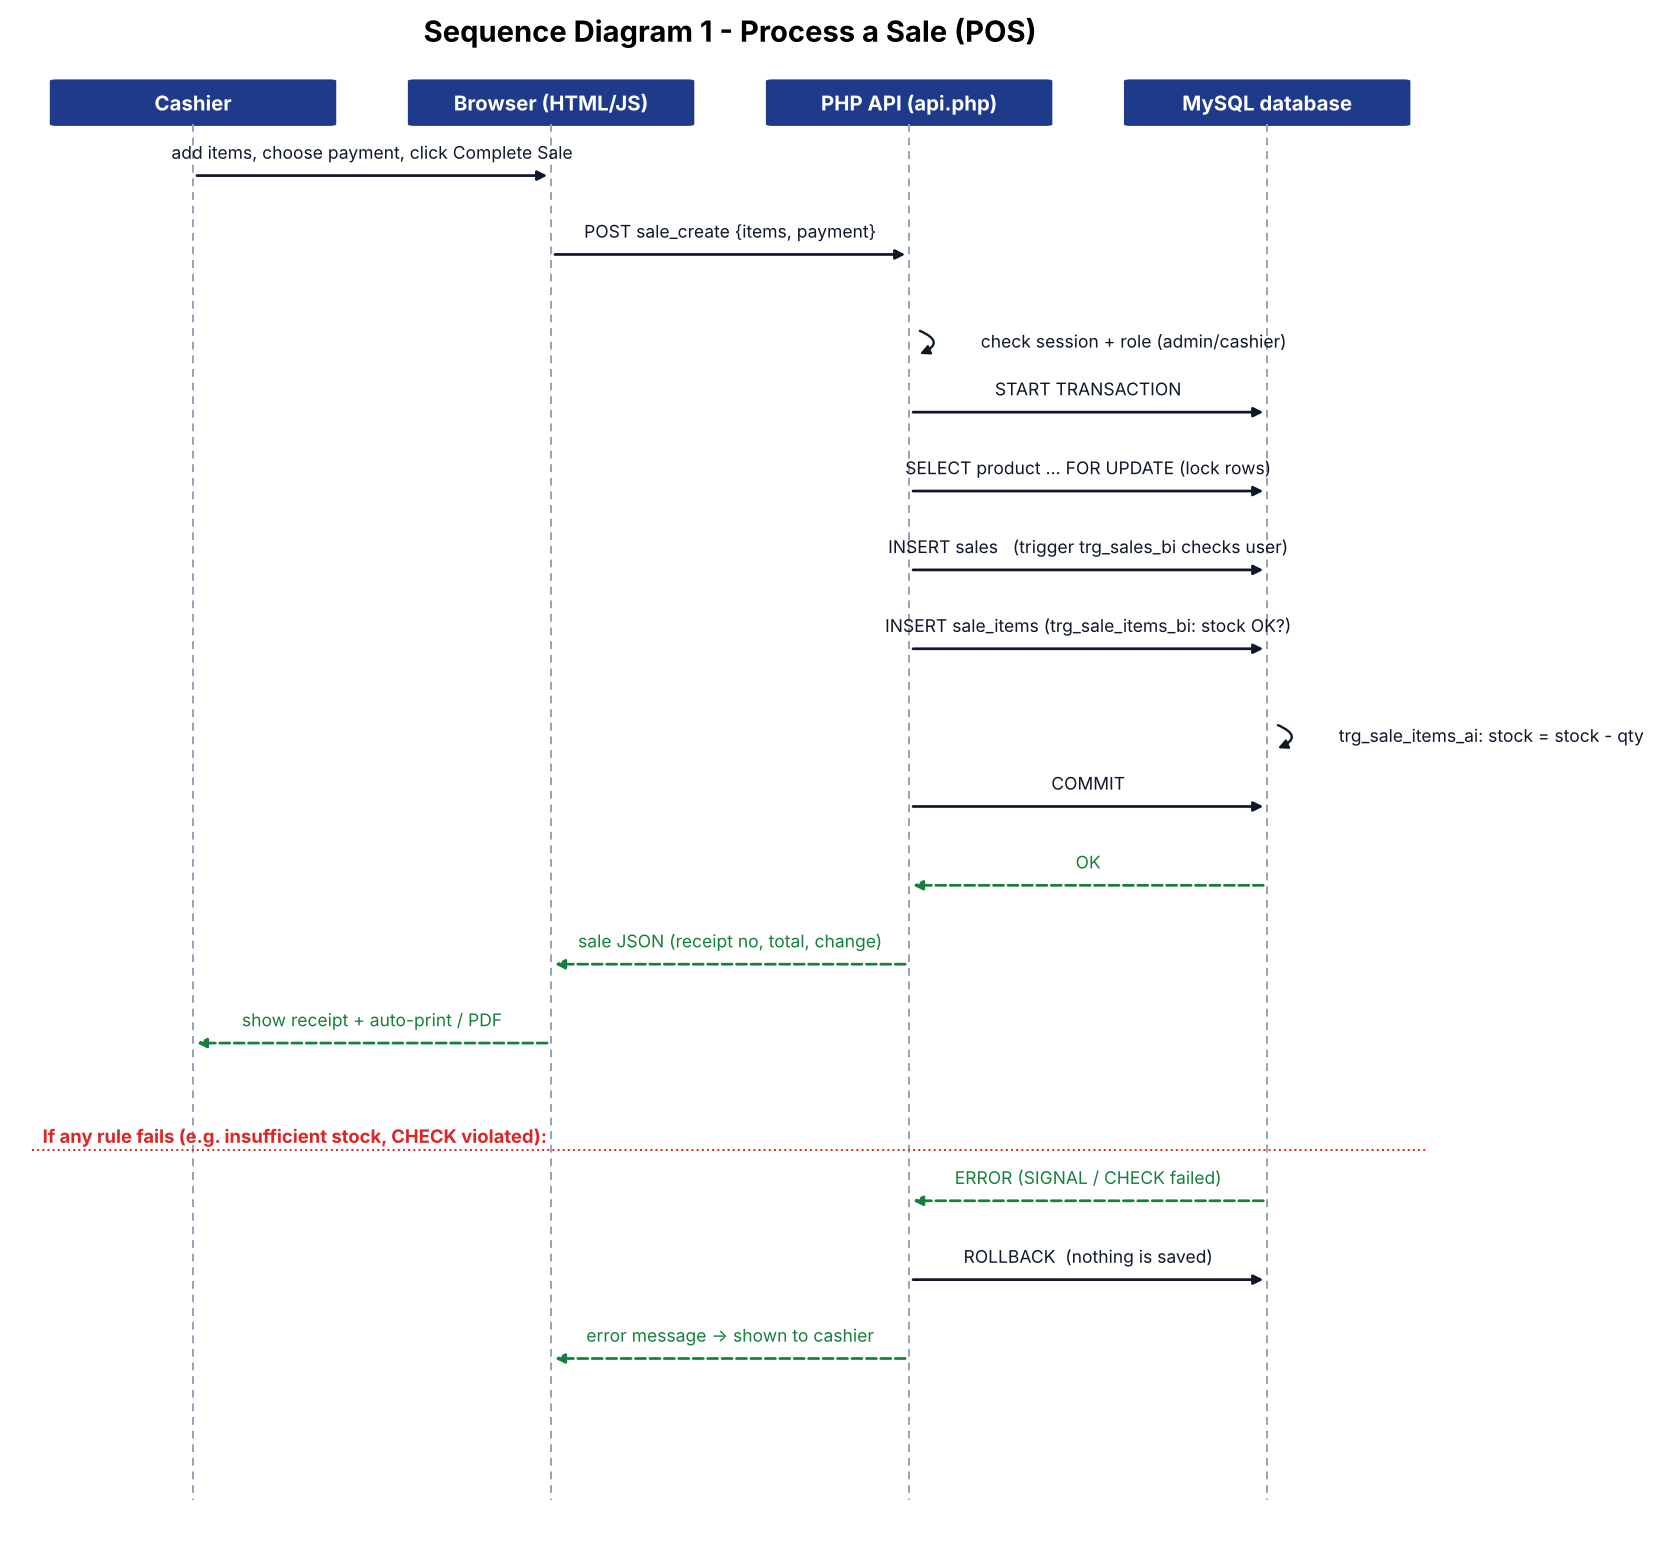 Sequence Diagram 1 - Process a Sale (POS)
Cashier
Browser (HTML/JS)
PHP API (api.php)
MySQL database
add items, choose payment, click Complete Sale
POST sale_create {items, payment}
check session + role (admin/cashier)
START TRANSACTION
SELECT product ... FOR UPDATE (lock rows)
INSERT sales (trigger trg_sales_bi checks user)
INSERT sale_items (trg_sale_items_bi: stock OK?)
trg_sale_items_ai: stock = stock - qty
COMMIT
OK
sale JSON (receipt no, total, change)
show receipt + auto-print / PDF
If any rule fails (e.g. insufficient stock, CHECK violated):
ERROR (SIGNAL / CHECK failed)
ROLLBACK (nothing is saved)
error message → shown to cashier